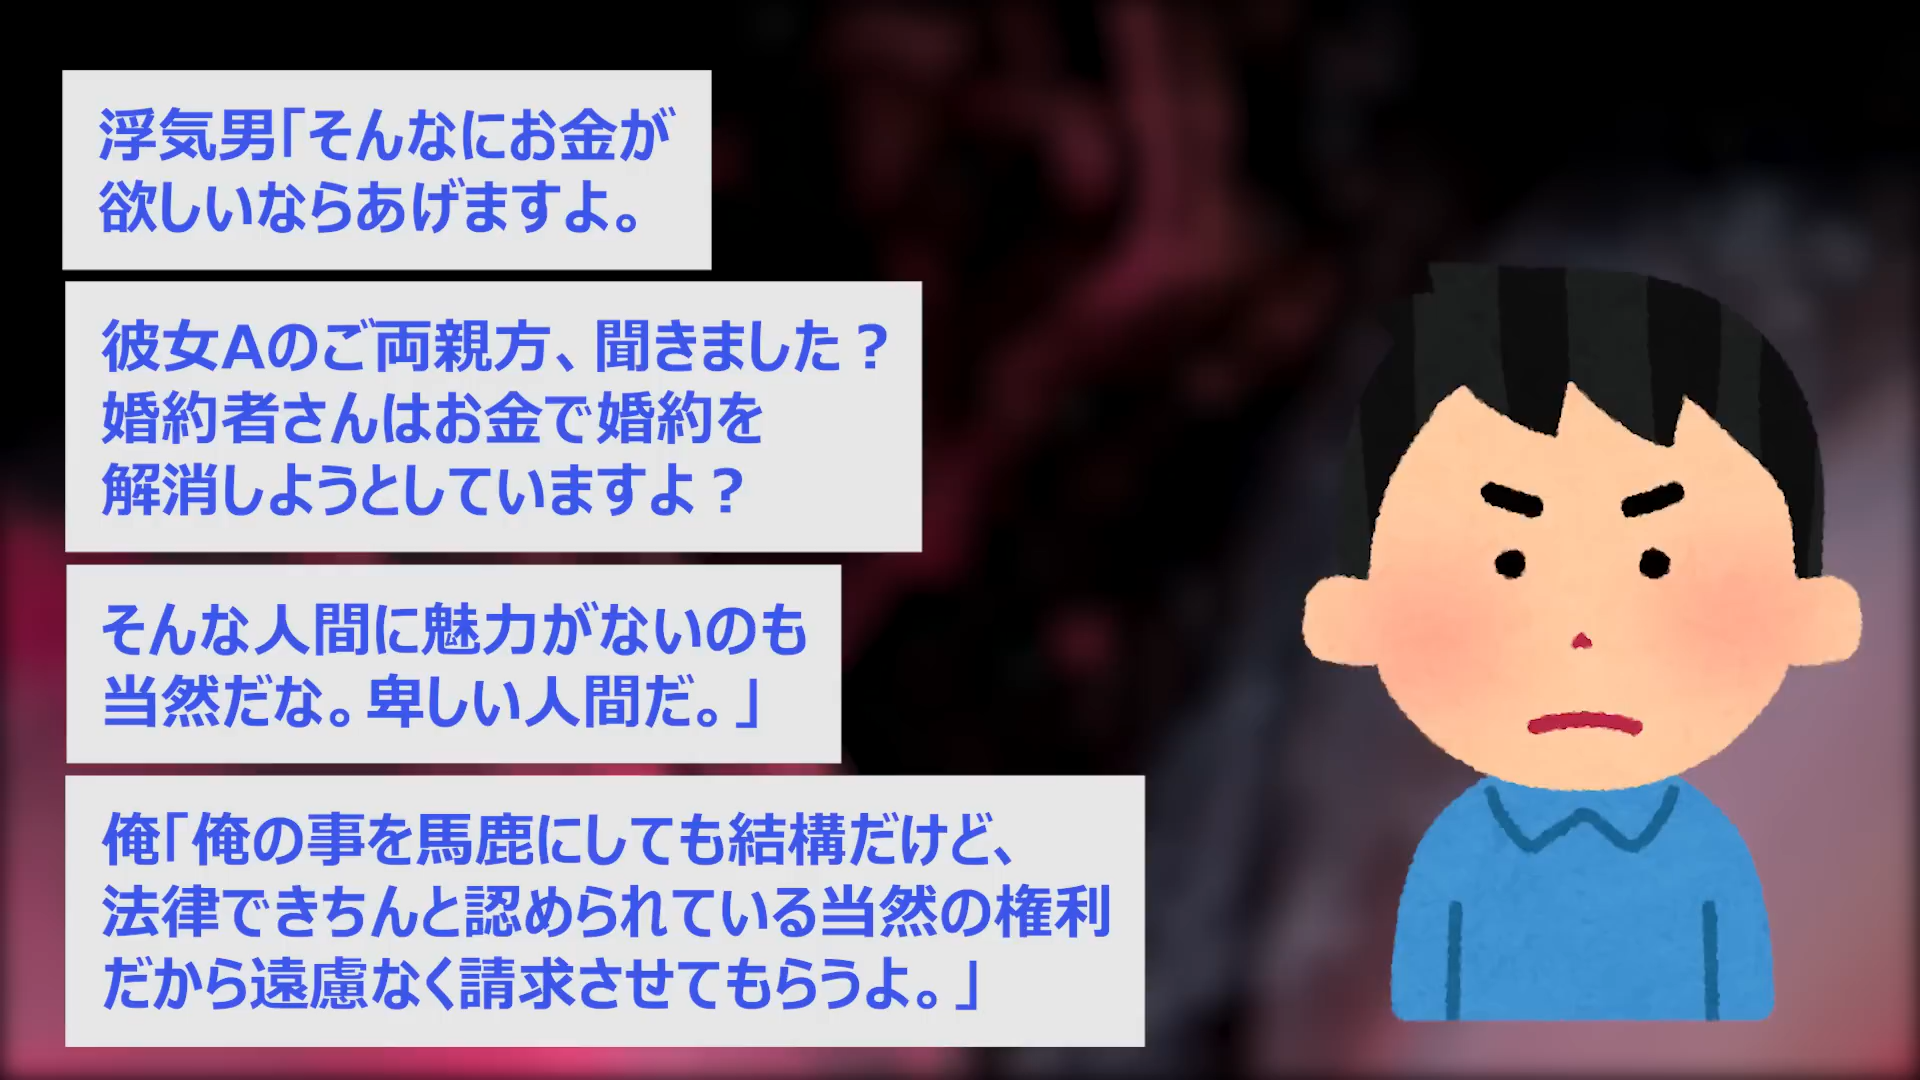 浮気男「そんなにお金が
欲しいならあげますよ。
彼女Aのご両親方、聞きました？
婚約者さんはお金で婚約を
解消しようとしていますよ？
そんな人間に魅力がないのも
当然だな。卑しい人間だ。」
俺「俺の事を馬鹿にしても結構だけど、
法律できちんと認められている当然の権利
だから遠慮なく請求させてもらうよ。」